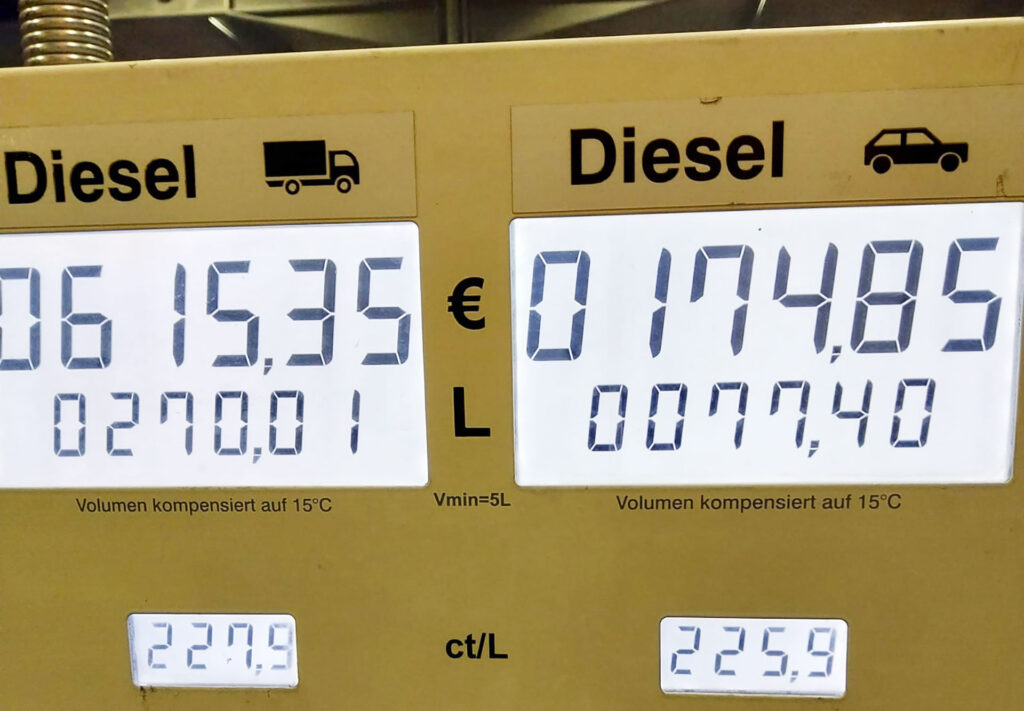 Diesel
0615,35
0270,01
Volumen kompensiert auf 15°C
227,9
€
L
Vmin=5L
ct/L
Diesel
0174,85
0077,40
Volumen kompensiert auf 15°C
225,9